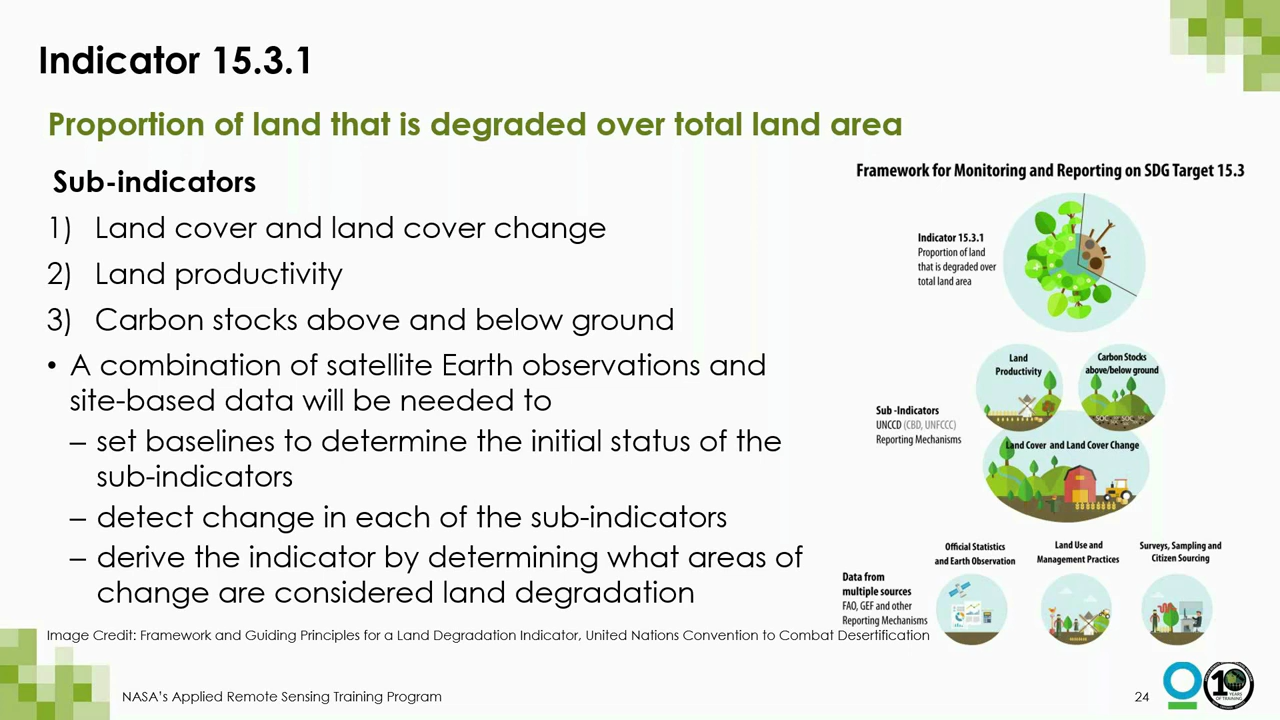 Indicator 15.3.1
Proportion of land that is degraded over total land area
Sub-indicators
1) Land cover and land cover change
2) Land productivity
3) Carbon stocks above and below ground
• A combination of satellite Earth observations and
site-based data will be needed to
– set baselines to determine the initial status of the
sub-indicators
– detect change in each of the sub-indicators
– derive the indicator by determining what areas of
change are considered land degradation
Framework for Monitoring and Reporting on SDG Target 15.3
Indicator 15.3.1
Proportion of land
that is degraded over
total land area
Land
Productivity
Carbon Stocks
above/below ground
SOC SOC SOC
Sub -Indicators
UNCCD (CBD, UNFCCC)
Reporting Mechanisms
Land Cover and Land Cover Change
Official Statistics
and Earth Observation
Land Use and
Management Practices
Surveys, Sampling and
Citizen Sourcing
Data from
multiple sources
FAO, GEF and other
Reporting Mechanisms
Image Credit: Framework and Guiding Principles for a Land Degradation Indicator, United Nations Convention to Combat Desertification
NASA's Applied Remote Sensing Training Program
24
10
YEARS
OF TRAINING